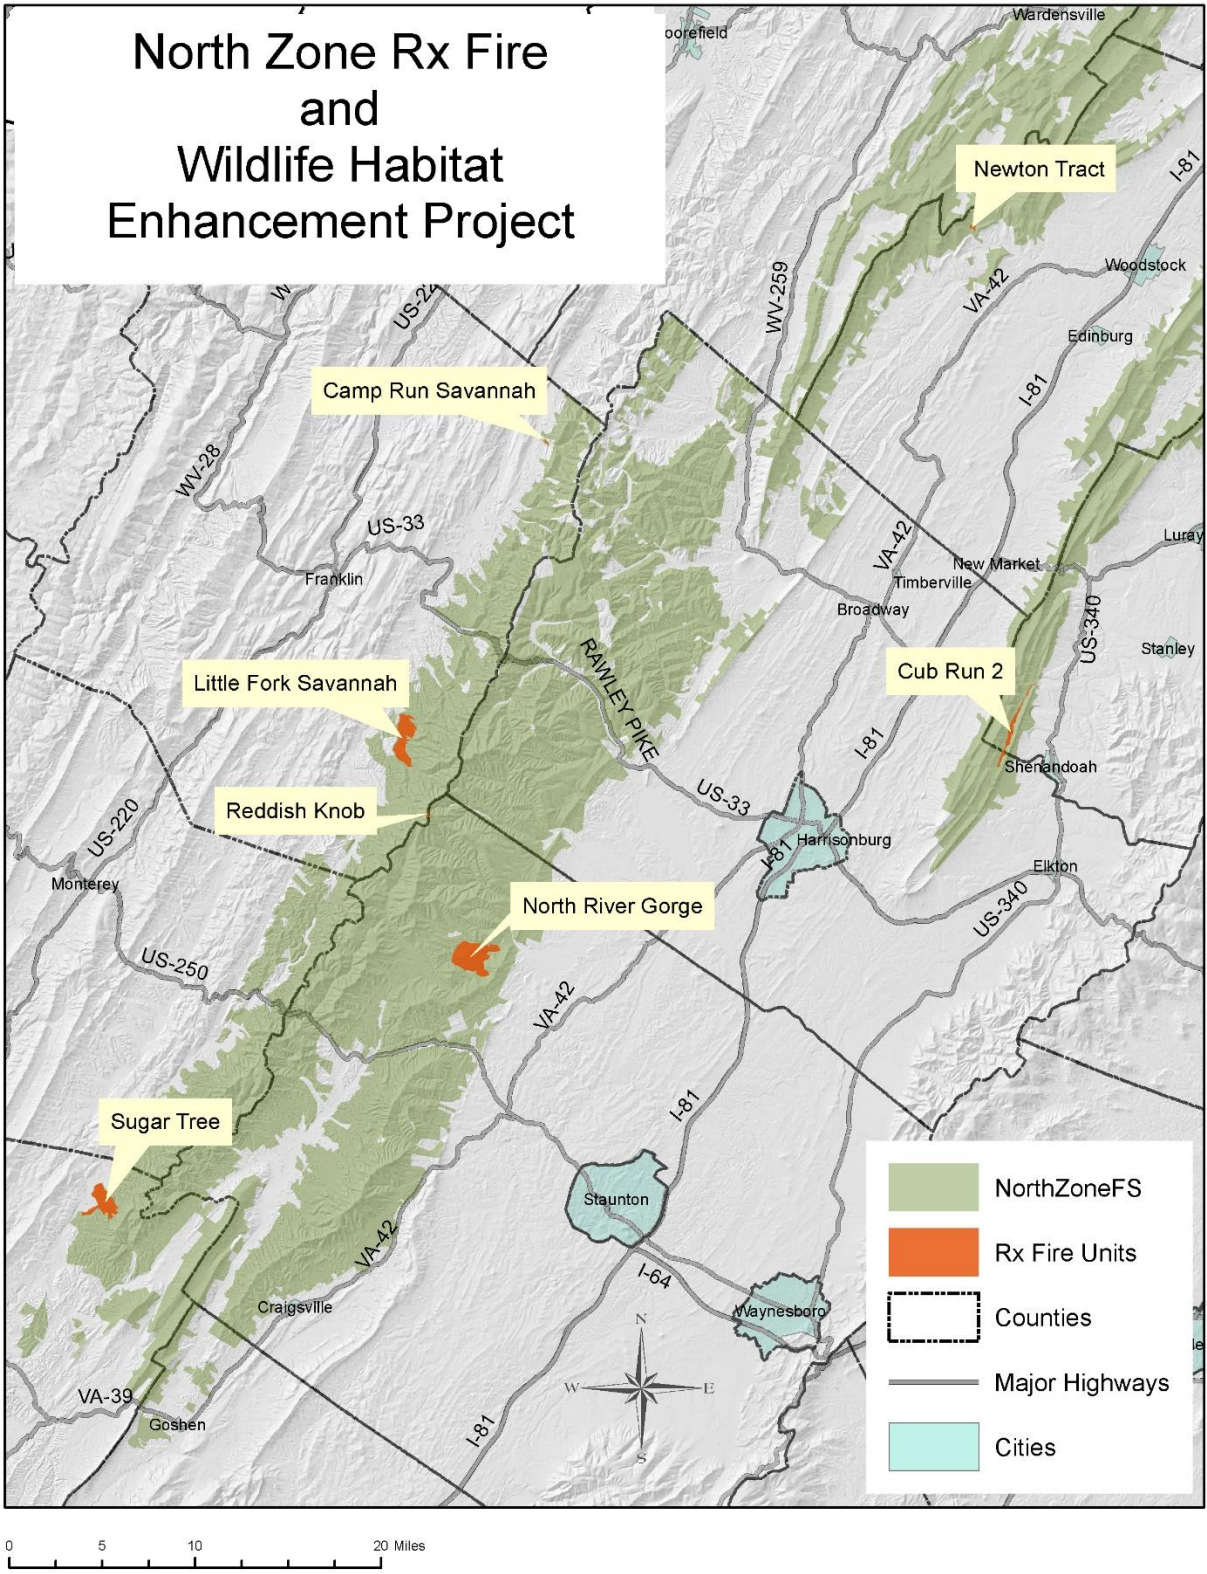 North Zone Rx Fire
and
Wildlife Habitat
Enhancement Project
Wardensville
oorefield
Newton Tract
I-81
WV-259
Woodstock
VA-42
US-22
Edinburg
I-81
Camp Run Savannah
WV-28
US-33
Franklin
VA-42
New Market
Timberville
Luray
Broadway
US-340
Stanley
RAWLEY PIKE
Little Fork Savannah
Cub Run 2
I-81
Shenandoah
US-33
Reddish Knob
US-220
Harrisonburg
I-81
Elkton
Monterey
North River Gorge
US-340
US-250
VA-42
I-81
Sugar Tree
Staunton
VA-42
I-64
Craigsville
Waynesboro
VA-39
Goshen
I-81
N
W
E
S
NorthZoneFS
Rx Fire Units
Counties
Major Highways
Cities
le
0 5 10 20 Miles